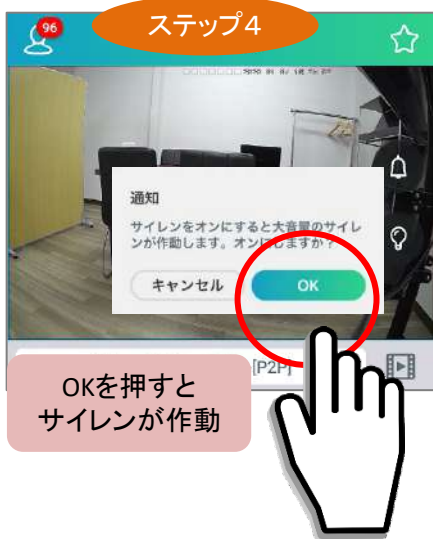 ステップ4
96
通知
サイレンをオンにすると大音量のサイレ
ンが作動します。オンにしますか?
キャンセル
OK
[P2P]
OKを押すと
サイレンが作動